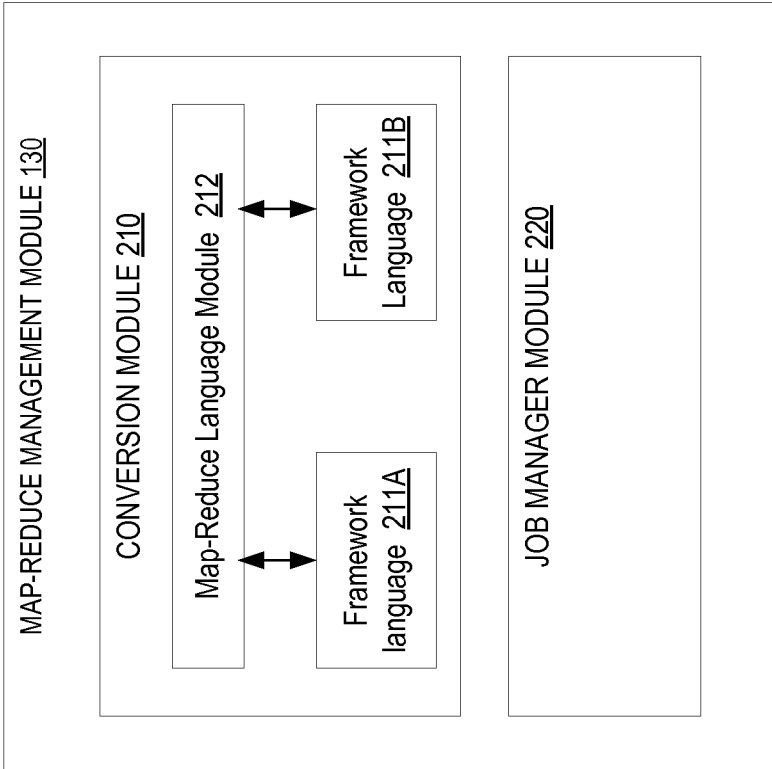 MAP-REDUCE MANAGEMENT MODULE 130
CONVERSION MODULE 210
Map-Reduce Language Module 212
Framework
language 211A
Framework
Language 211B
JOB MANAGER MODULE 220